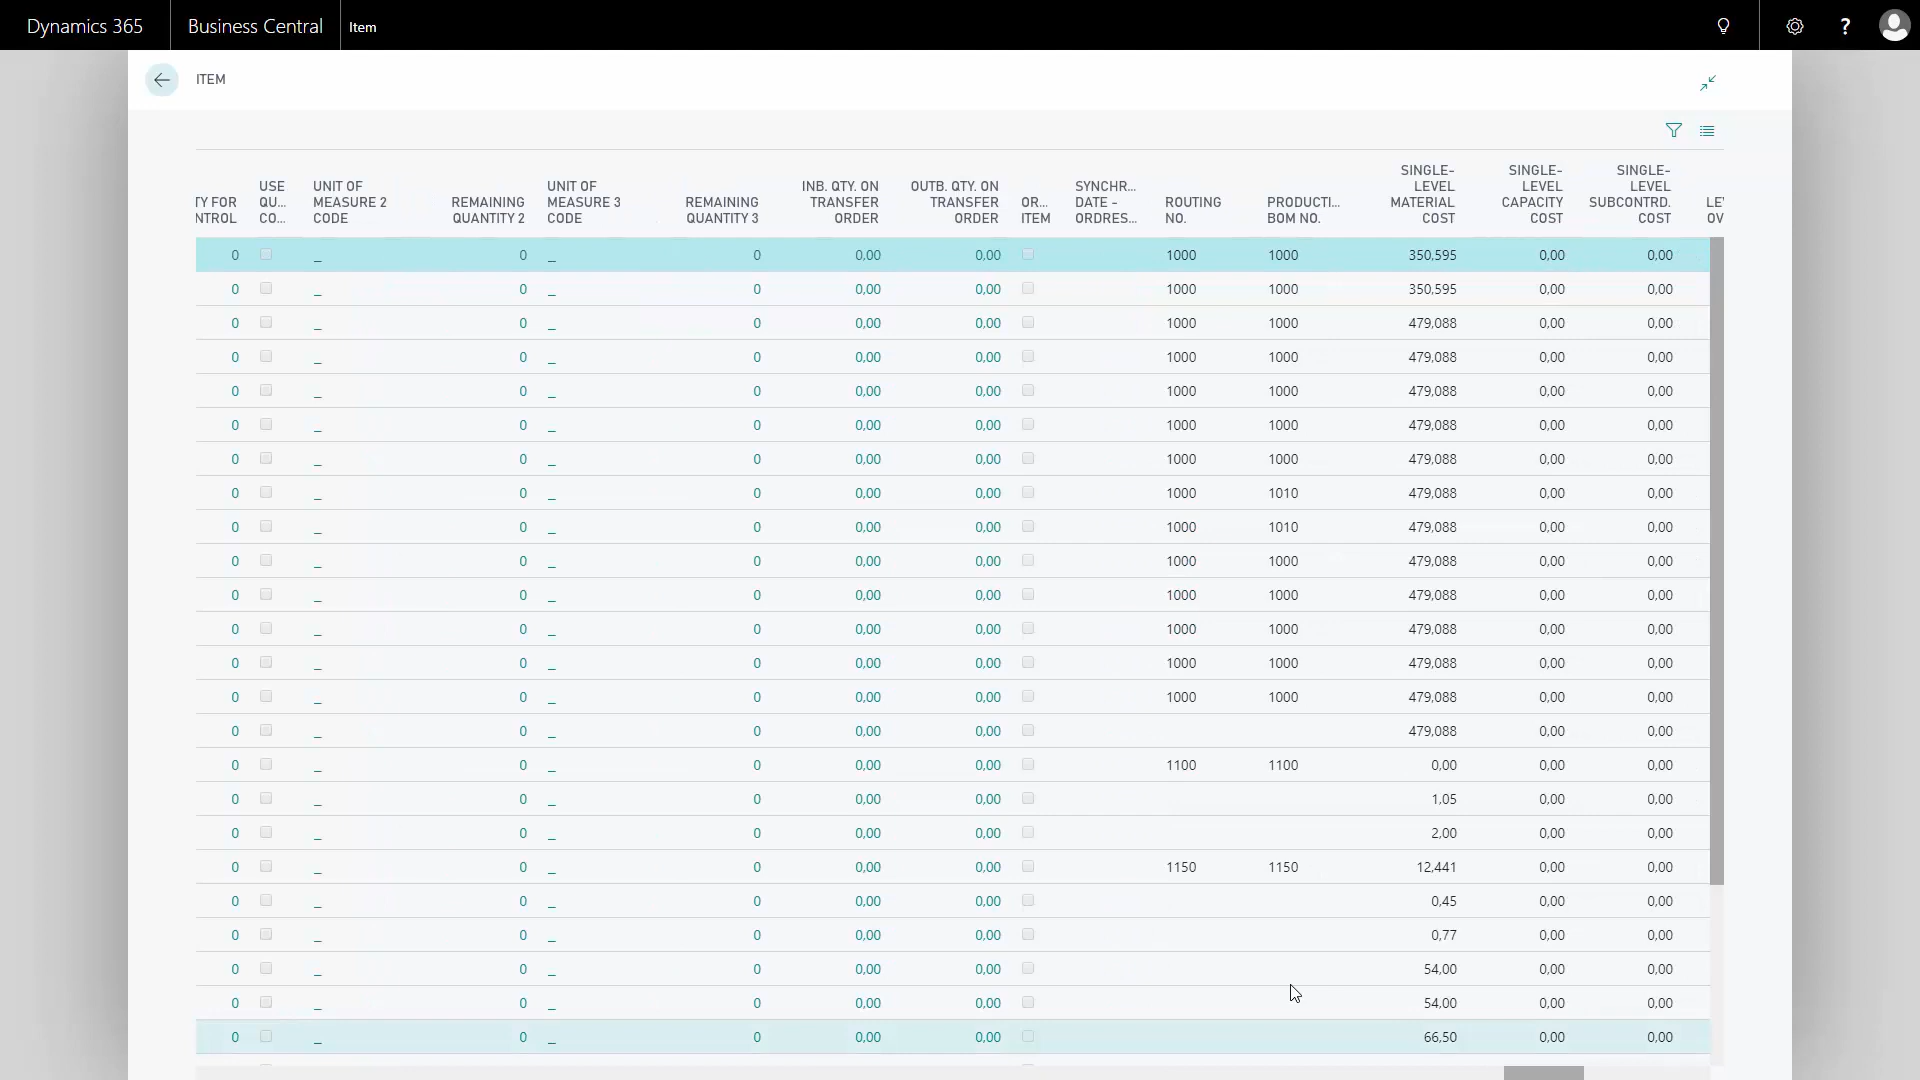 Dynamics 365 Business Central Item ?
ITEM
TY FOR NTROL USE QU... CO... UNIT OF MEASURE 2 CODE REMAINING QUANTITY 2 UNIT OF MEASURE 3 CODE REMAINING QUANTITY 3 INB. QTY. ON TRANSFER ORDER OUTB. QTY. ON TRANSFER ORDER OR... ITEM SYNCHR... DATE - ORDRES... ROUTING NO. PRODUCTI... BOM NO. SINGLE-LEVEL MATERIAL COST SINGLE-LEVEL CAPACITY COST SINGLE-LEVEL SUBCONTRD. COST LE OV
0 _ 0 _ 0 0,00 0,00 1000 1000 350,595 0,00 0,00
0 _ 0 _ 0 0,00 0,00 1000 1000 350,595 0,00 0,00
0 _ 0 _ 0 0,00 0,00 1000 1000 479,088 0,00 0,00
0 _ 0 _ 0 0,00 0,00 1000 1000 479,088 0,00 0,00
0 _ 0 _ 0 0,00 0,00 1000 1000 479,088 0,00 0,00
0 _ 0 _ 0 0,00 0,00 1000 1000 479,088 0,00 0,00
0 _ 0 _ 0 0,00 0,00 1000 1000 479,088 0,00 0,00
0 _ 0 _ 0 0,00 0,00 1000 1010 479,088 0,00 0,00
0 _ 0 _ 0 0,00 0,00 1000 1010 479,088 0,00 0,00
0 _ 0 _ 0 0,00 0,00 1000 1000 479,088 0,00 0,00
0 _ 0 _ 0 0,00 0,00 1000 1000 479,088 0,00 0,00
0 _ 0 _ 0 0,00 0,00 1000 1000 479,088 0,00 0,00
0 _ 0 _ 0 0,00 0,00 1000 1000 479,088 0,00 0,00
0 _ 0 _ 0 0,00 0,00 1000 1000 479,088 0,00 0,00
0 _ 0 _ 0 0,00 0,00 479,088 0,00 0,00
0 _ 0 _ 0 0,00 0,00 1100 1100 0,00 0,00 0,00
0 _ 0 _ 0 0,00 0,00 1,05 0,00 0,00
0 _ 0 _ 0 0,00 0,00 2,00 0,00 0,00
0 _ 0 _ 0 0,00 0,00 1150 1150 12,441 0,00 0,00
0 _ 0 _ 0 0,00 0,00 0,45 0,00 0,00
0 _ 0 _ 0 0,00 0,00 0,77 0,00 0,00
0 _ 0 _ 0 0,00 0,00 54,00 0,00 0,00
0 _ 0 _ 0 0,00 0,00 54,00 0,00 0,00
0 _ 0 _ 0 0,00 0,00 66,50 0,00 0,00